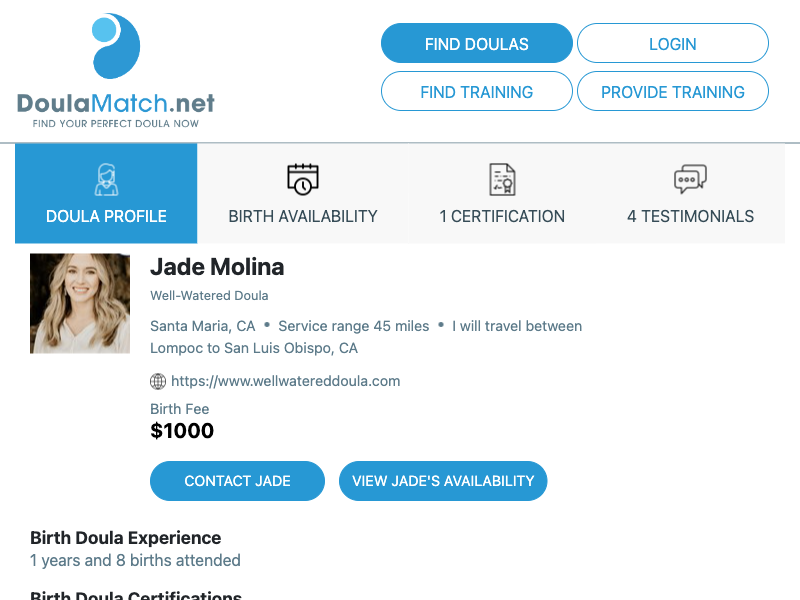 DoulaMatch.net
FIND YOUR PERFECT DOULA NOW
FIND DOULAS
LOGIN
FIND TRAINING
PROVIDE TRAINING
DOULA PROFILE
BIRTH AVAILABILITY
1 CERTIFICATION
4 TESTIMONIALS
Jade Molina
Well-Watered Doula
Santa Maria, CA • Service range 45 miles • I will travel between
Lompoc to San Luis Obispo, CA
https://www.wellwatereddoula.com
Birth Fee
$1000
CONTACT JADE
VIEW JADE'S AVAILABILITY
Birth Doula Experience
1 years and 8 births attended
Birth Doula Certifications